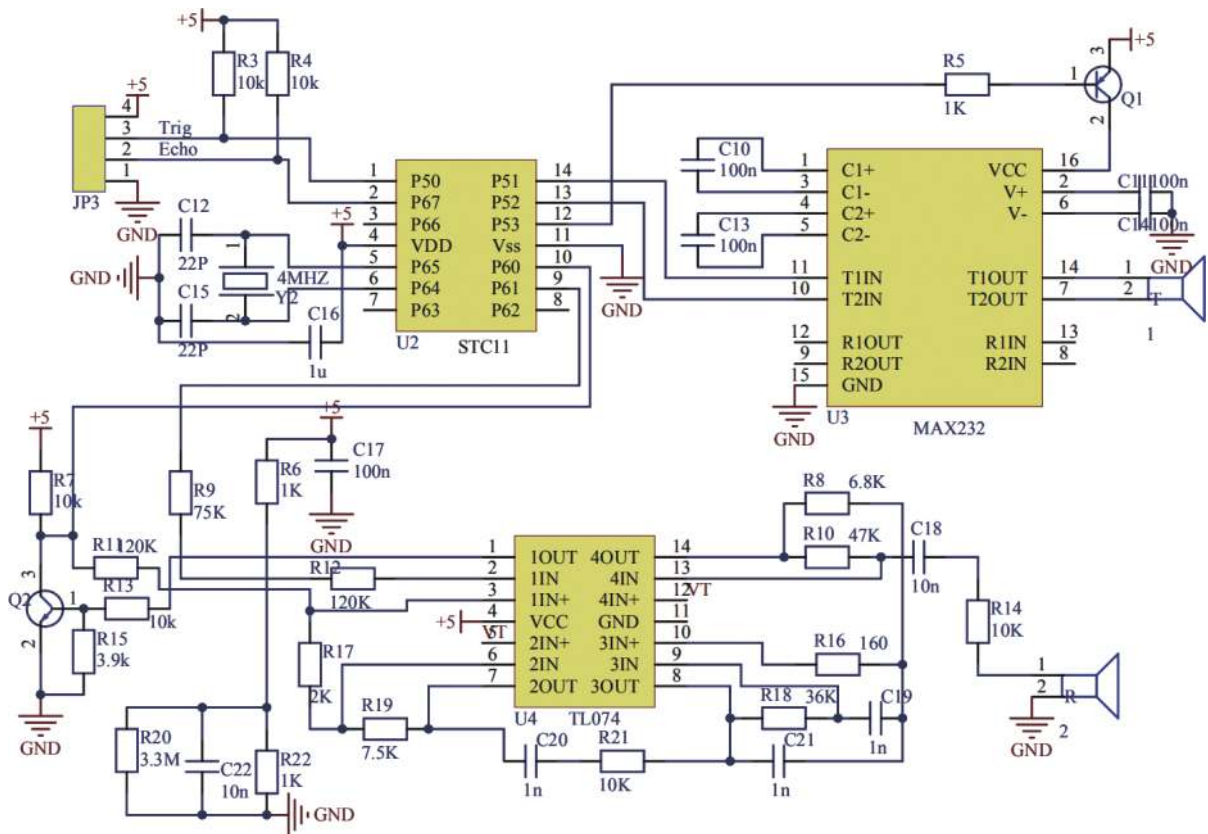 +5
R3
10k
R4
10k
+5
4
3
2
1
Trig
Echo
JP3
GND
R5
1K
3
+5
1
Q1
2
1
2
3
4
5
6
7
P50
P67
P66
VDD
P65
P64
P63
P51
P52
P53
Vss
P60
P61
P62
14
13
12
11
10
9
8
U2
STC11
+5
GND
C12
22P
1
4MHZ
Y2
2
C15
22P
C16
1u
GND
C10
100n
C13
100n
1
3
4
5
11
10
12
9
15
C1+
C1-
C2+
C2-
T1IN
T2IN
R1OUT
R2OUT
GND
VCC
V+
V-
T1OUT
T2OUT
R1IN
R2IN
16
2
6
14
7
13
8
U3
MAX232
GND
C11
100n
C14
100n
GND
1
2
T
1
+5
R7
10k
R9
75K
R6
1K
+5
C17
100n
GND
R11
120K
R13
10k
R12
120K
3
Q2
1
2
R15
3.9k
GND
R17
2K
+5
VT
1
2
3
4
5
6
7
1OUT
1IN
1IN+
VCC
2IN+
2IN
2OUT
4OUT
4IN
4IN+
GND
3IN+
3IN
3OUT
14
13
12
11
10
9
8
VT
U4
TL074
R8
6.8K
R10
47K
C18
10n
R14
10K
R16
160
R18
36K
C19
1n
1
2
R
2
GND
R19
7.5K
C20
1n
R21
10K
C21
1n
R20
3.3M
C22
10n
R22
1K
GND